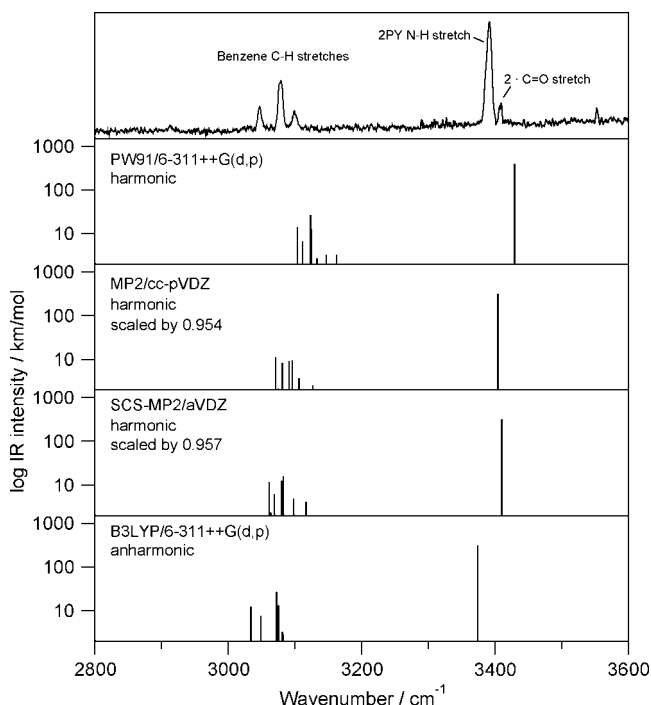 2PY N-H stretch
Benzene C-H stretches
2 · C=O stretch
1000
100
10
PW91/6-311++G(d,p)
harmonic
1000
100
10
MP2/cc-pVDZ
harmonic
scaled by 0.954
1000
100
10
SCS-MP2/aVDZ
harmonic
scaled by 0.957
1000
100
10
B3LYP/6-311++G(d,p)
anharmonic
log IR intensity / km/mol
2800
3000
3200
3400
3600
Wavenumber / cm-1